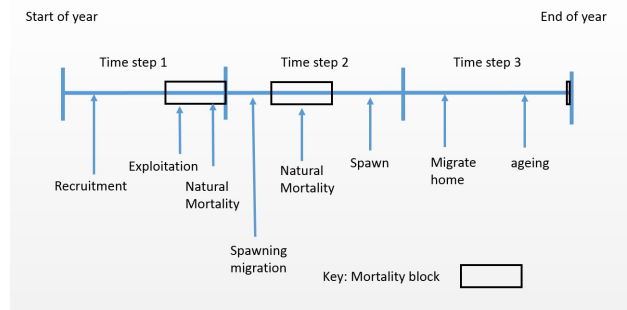 Start of year
End of year
Time step 1
Time step 2
Time step 3
Recruitment
Exploitation
Natural
Mortality
Spawning
migration
Natural
Mortality
Spawn
Migrate
home
ageing
Key: Mortality block